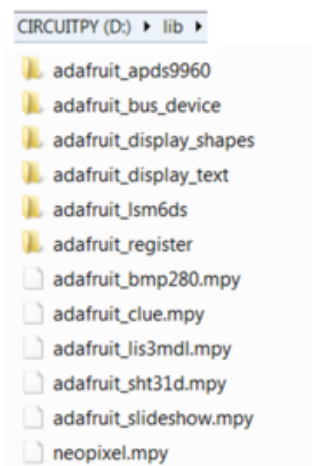 CIRCUITPY (D:) ▸ lib ▸
adafruit_apds9960
adafruit_bus_device
adafruit_display_shapes
adafruit_display_text
adafruit_lsm6ds
adafruit_register
adafruit_bmp280.mpy
adafruit_clue.mpy
adafruit_lis3mdl.mpy
adafruit_sht31d.mpy
adafruit_slideshow.mpy
neopixel.mpy